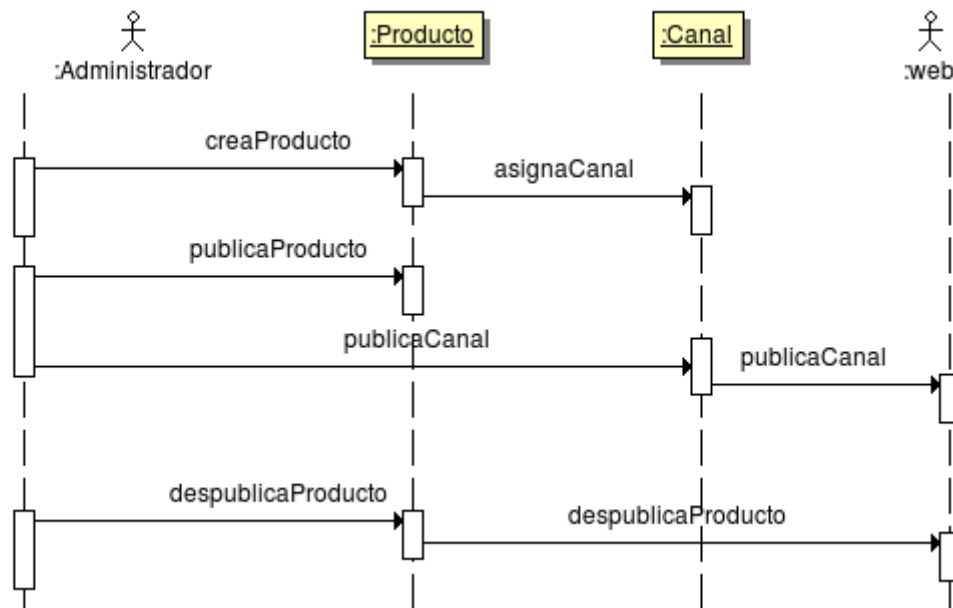 :Administrador
:Producto
:Canal
:web
creaProducto
asignaCanal
publicaProducto
publicaCanal
publicaCanal
despublicaProducto
despublicaProducto